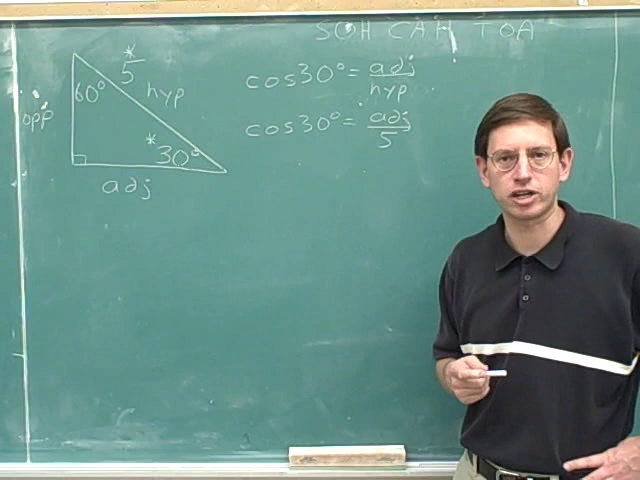 SOH CAH TOA
*
5
60°
hyp
opp
* 30°
adj
cos30° = adj/hyp
cos30° = adj/5